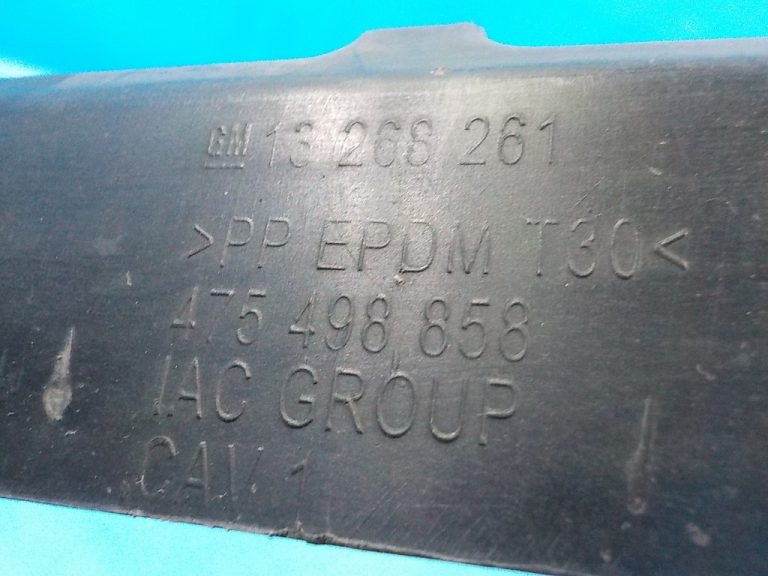 GM 13 268 261
>PP EPDM T30<
475 498 858
IAC GROUP
CAV. 1